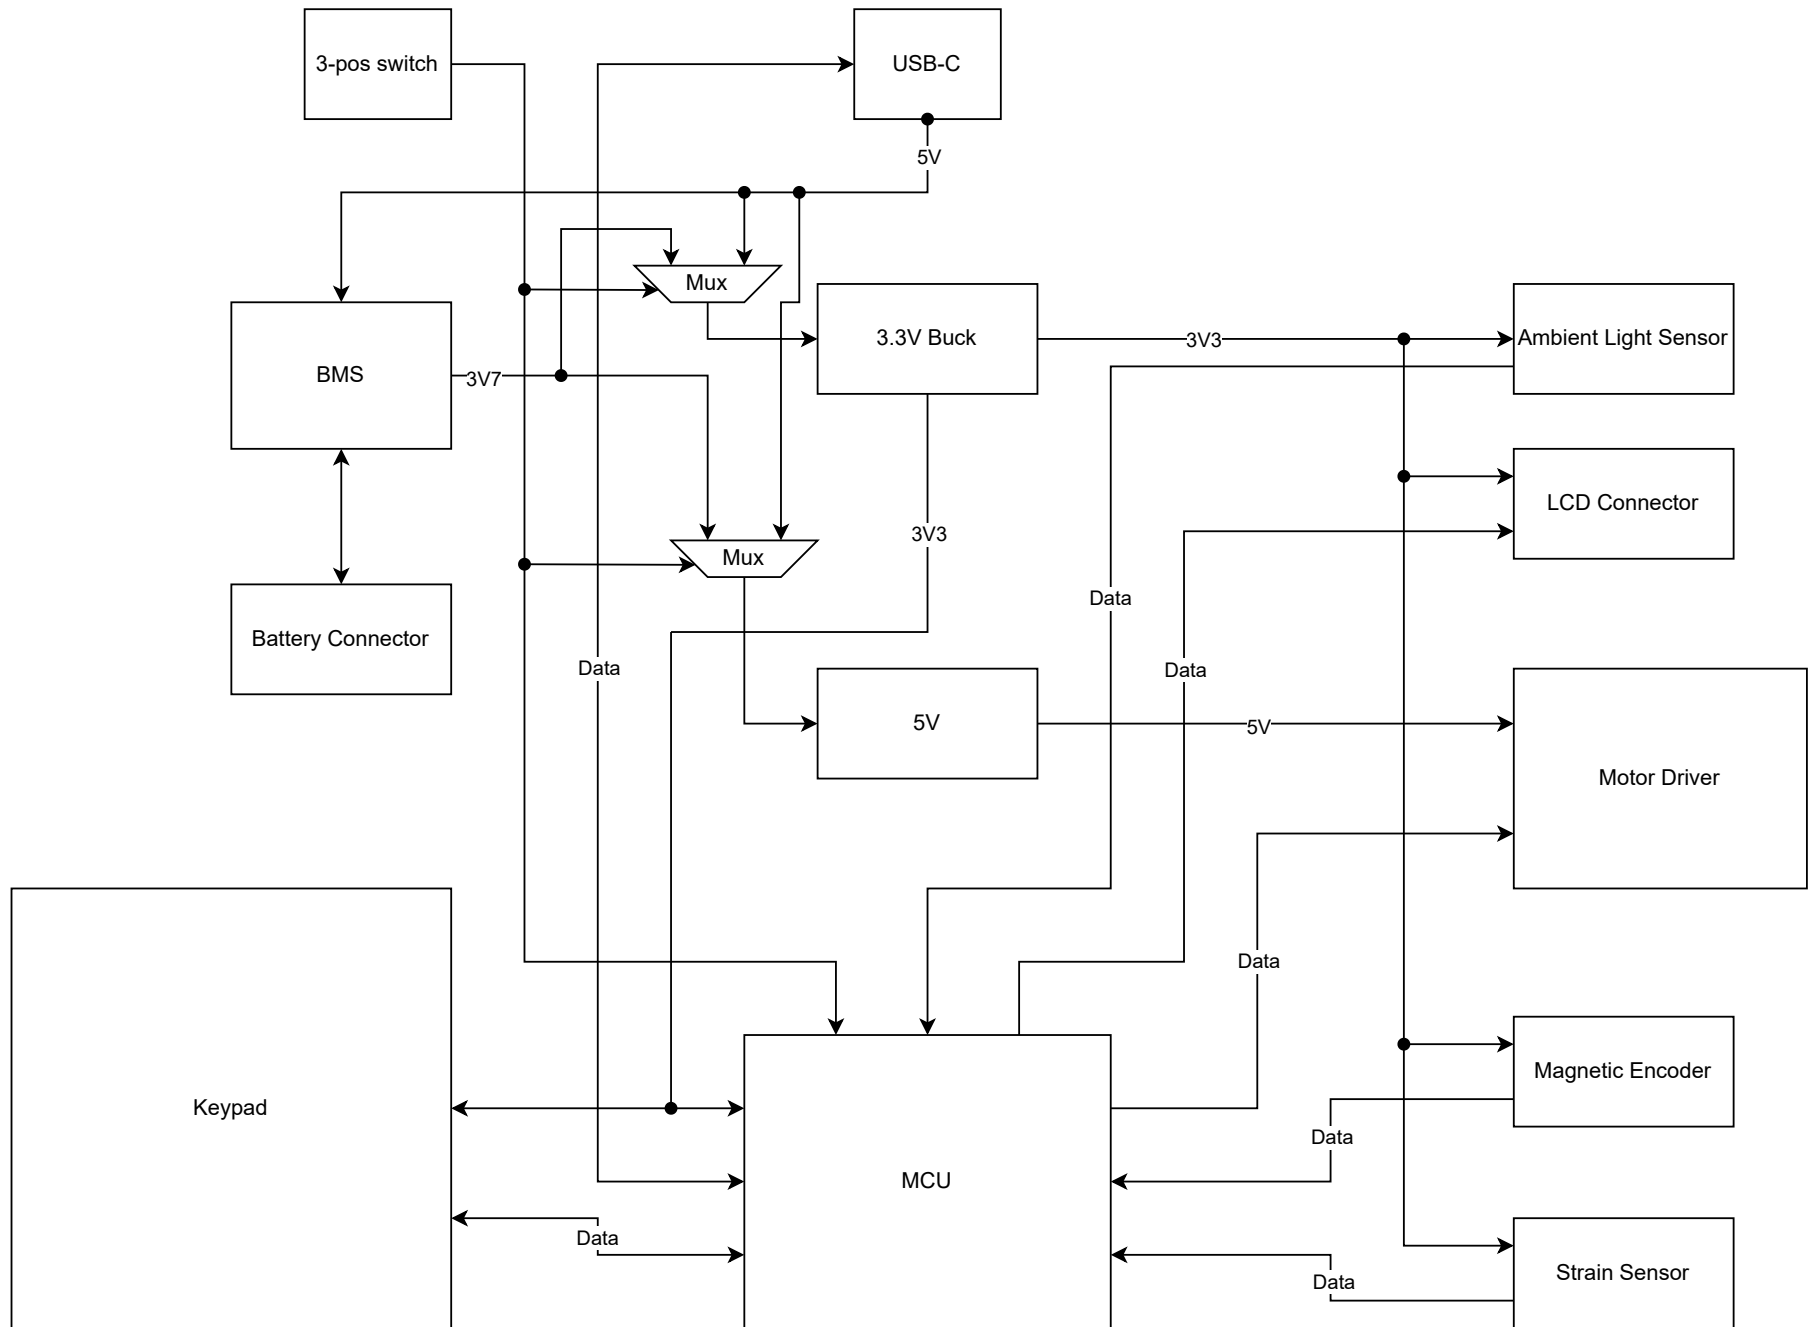 3-pos switch
USB-C
5V
Mux
3.3V Buck
3V3
Ambient Light Sensor
BMS
3V7
LCD Connector
3V3
Mux
Data
Battery Connector
Data
Data
5V
5V
Motor Driver
Data
Magnetic Encoder
Keypad
Data
MCU
Data
Strain Sensor
Data